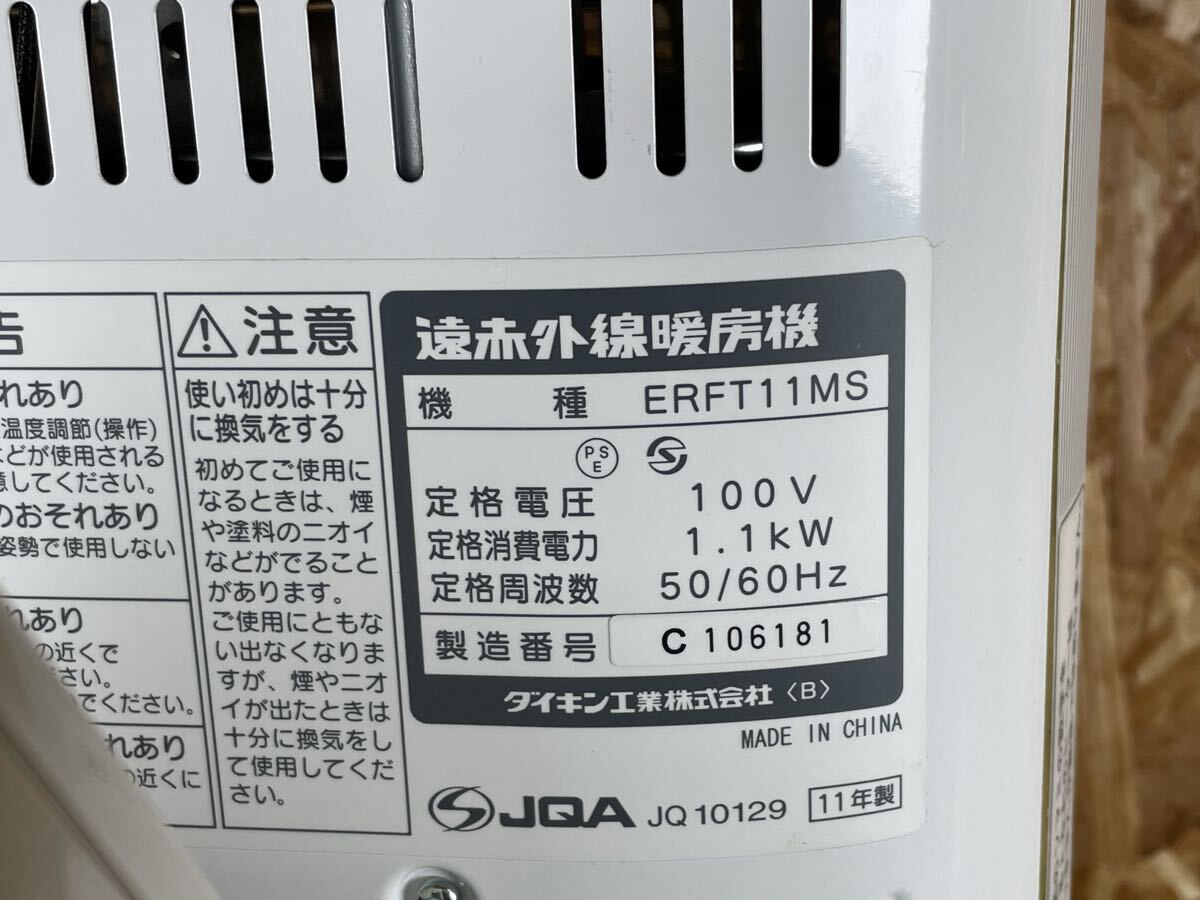 告
れあり
温度調節(操作)
などが使用される
意してください。
のおそれあり
姿勢で使用しない
れあり
の近くで
さい。
でください。
れあり
の近くに
注意
使い初めは十分
に換気をする
初めてご使用に
なるときは、煙
や塗料のニオイ
などがでること
があります。
ご使用にともな
い出なくなりま
すが、煙やニオ
イが出たときは
十分に換気をし
て使用してくだ
さい。
遠赤外線暖房機
機種 ERFT11MS
PSE S
定格電圧 100V
定格消費電力 1.1kW
定格周波数 50/60Hz
製造番号 C106181
ダイキン工業株式会社〈B〉
MADE IN CHINA
JQA JQ10129 11年製